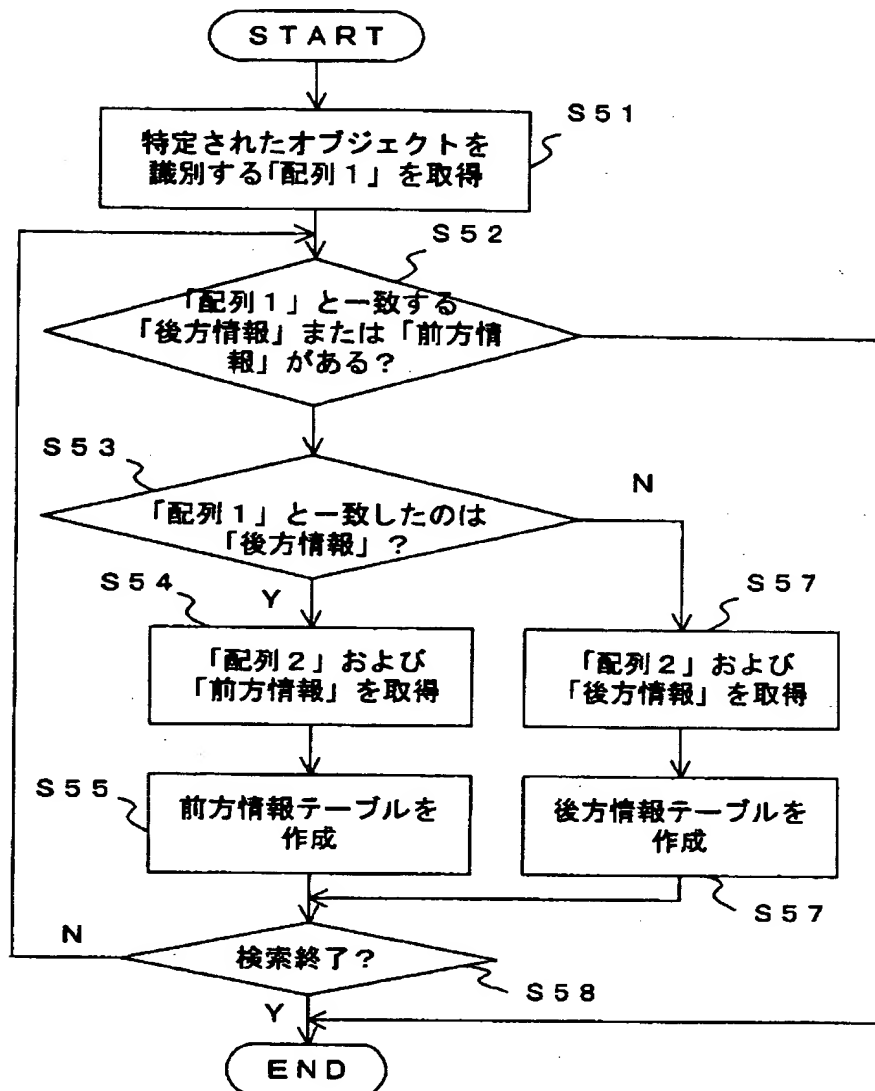 START
S51
特定されたオブジェクトを
識別する「配列1」を取得
S52
「配列1」と一致する
「後方情報」または「前方情
報」がある?
S53
N
「配列1」と一致したのは
「後方情報」?
S54
Y
S57
「配列2」および
「前方情報」を取得
「配列2」および
「後方情報」を取得
S55
前方情報テーブルを
作成
後方情報テーブルを
作成
S57
N
検索終了?
S58
Y
END